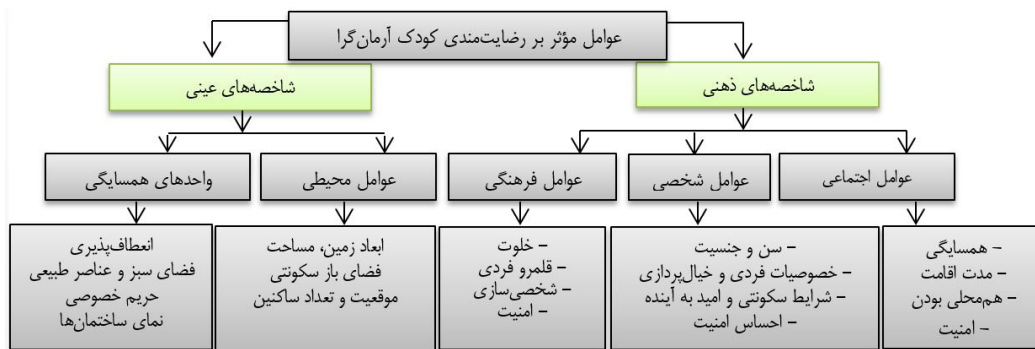 عوامل مؤثر بر رضایت‌مندی کودک آرمان‌گرا
شاخصه‌های ذهنی
شاخصه‌های عینی
عوامل اجتماعی
عوامل شخصی
عوامل فرهنگی
عوامل محیطی
واحدهای همسایگی
– همسایگی
– مدت اقامت
– هم‌محلی بودن
– امنیت
– سن و جنسیت
– خصوصیات فردی و خیال‌پردازی
– شرایط سکونتی و امید به آینده
– احساس امنیت
– خلوت
– قلمرو فردی
– شخصی‌سازی
– امنیت
ابعاد زمین، مساحت
فضای باز سکونتی
موقعیت و تعداد ساکنین
انعطاف‌پذیری
فضای سبز و عناصر طبیعی
حریم خصوصی
نمای ساختمان‌ها